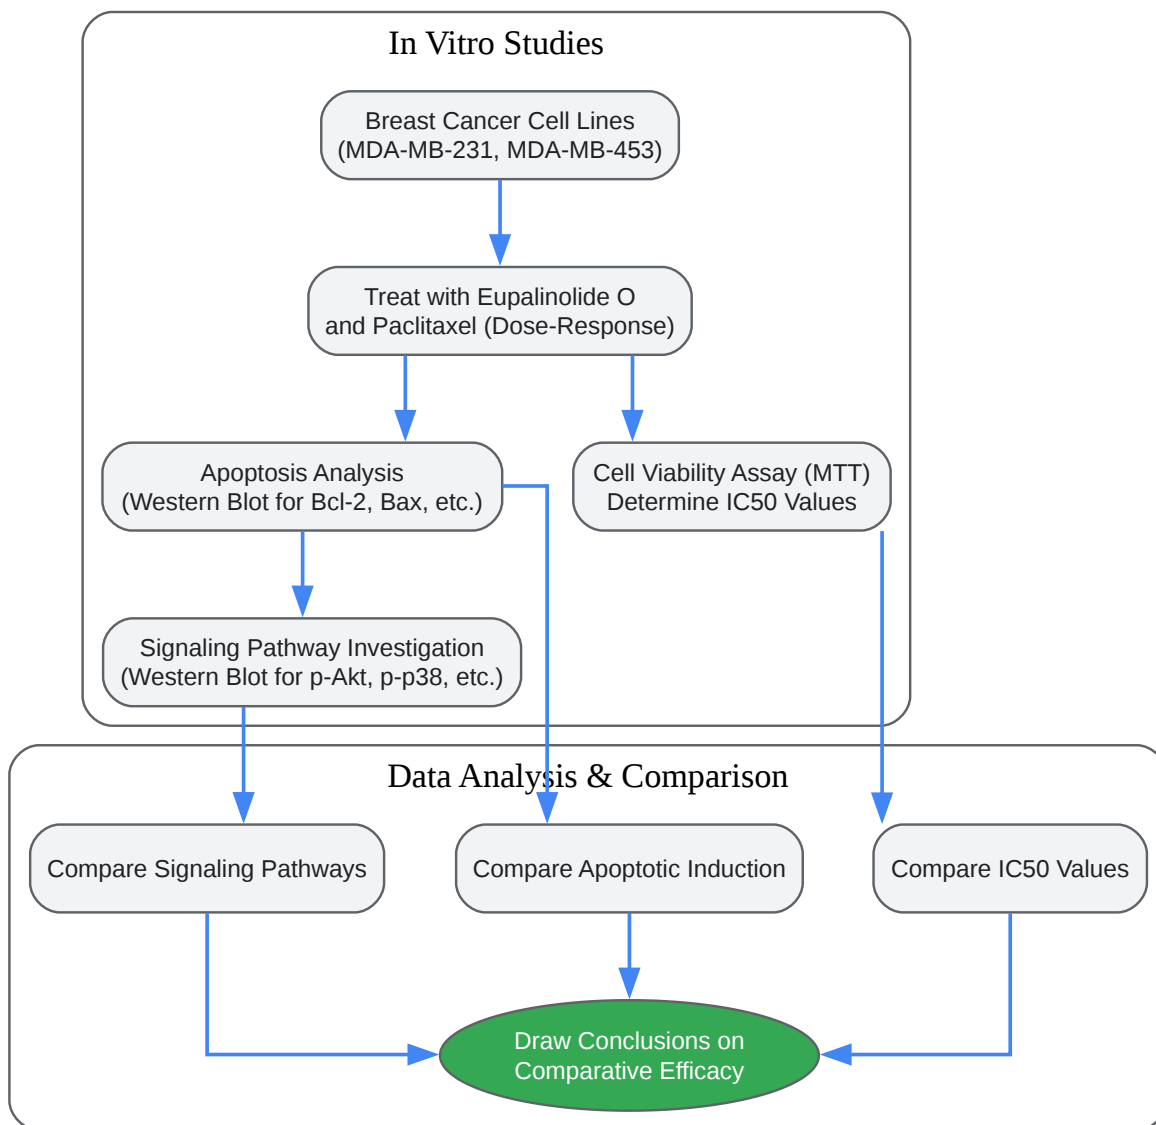 In Vitro Studies
Breast Cancer Cell Lines
(MDA-MB-231, MDA-MB-453)
Treat with Eupalinolide O
and Paclitaxel (Dose-Response)
Apoptosis Analysis
(Western Blot for Bcl-2, Bax, etc.)
Cell Viability Assay (MTT)
Determine IC50 Values
Signaling Pathway Investigation
(Western Blot for p-Akt, p-p38, etc.)
Data Analysis & Comparison
Compare Signaling Pathways
Compare Apoptotic Induction
Compare IC50 Values
Draw Conclusions on
Comparative Efficacy